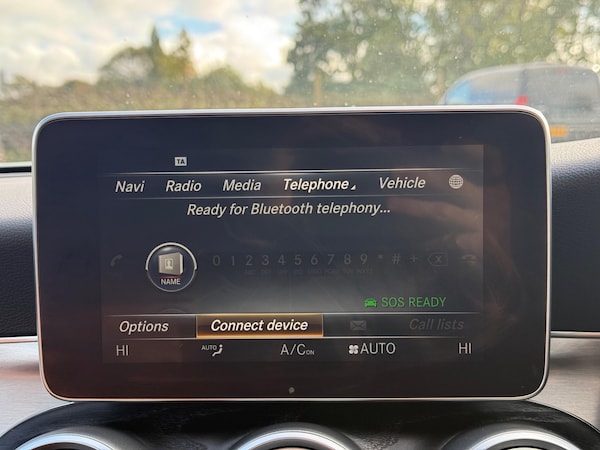 TA
Navi Radio Media Telephone Vehicle
Ready for Bluetooth telephony...
0 1 2 3 4 5 6 7 8 9 * # +
NAME
SOS READY
Options Connect device Call lists
HI AUTO A/C ON AUTO HI